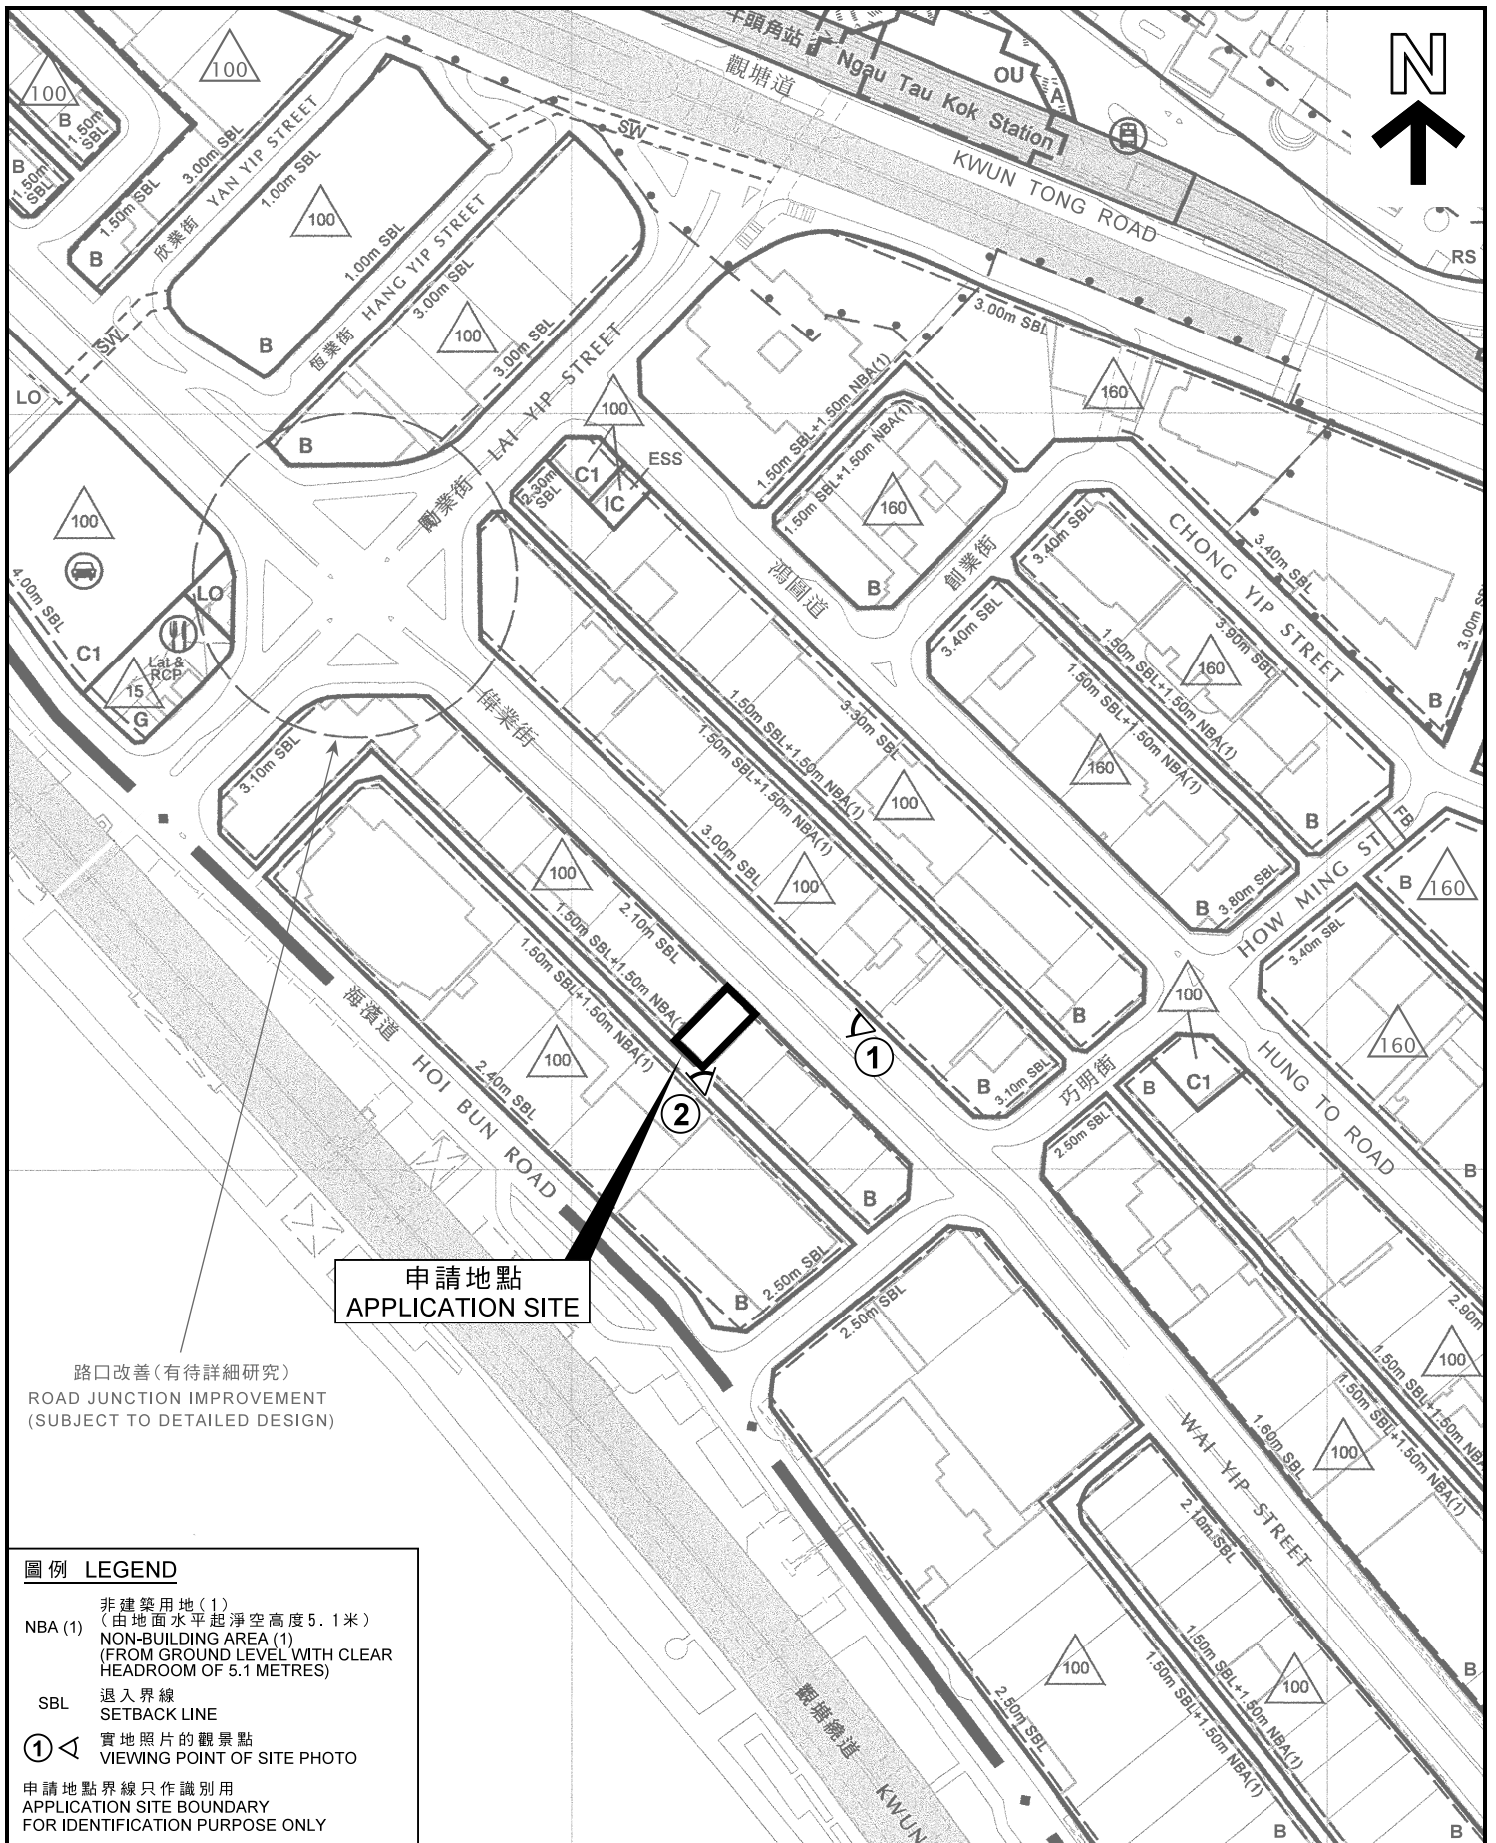 牛頭角站
Ngau Tau Kok Station
觀塘道
KWUN TONG ROAD
OU
A
RS
N
100
100
B
1.50m SBL
B
1.50m SBL
3.00m SBL
欣業街 YAN YIP STREET
1.50m SBL
B
1.00m SBL
100
1.00m SBL
B
SW
SW
恆業街 HANG YIP STREET
3.00m SBL
100
3.00m SBL
B
LO
勵業街 LAI YIP STREET
100
C1
IC
ESS
2.30m SBL
3.00m SBL
160
1.50m SBL+1.50m NBA(1)
1.50m SBL+1.50m NBA(1)
160
B
創業街
CHONG YIP STREET
3.40m SBL
3.40m SBL
3.00m SBL
B
3.90m SBL
160
1.50m SBL+1.50m NBA(1)
B
3.40m SBL
1.50m SBL+1.50m NBA(1)
160
B
3.80m SBL
FB
HOW MING ST
B
160
3.40m SBL
160
B
100
4.00m SBL
C1
LO
Lat & RCP
15
G
鴻圖道
3.30m SBL
1.50m SBL+1.50m NBA(1)
100
B
1.50m SBL+1.50m NBA(1)
3.00m SBL
100
B
3.10m SBL
偉業街
3.10m SBL
100
2.10m SBL
1.50m SBL+1.50m NBA(1)
B
1.50m SBL+1.50m NBA(1)
100
2.40m SBL
海濱道 HOI BUN ROAD
2.50m SBL
B
1
2
巧明街
100
C1
B
HUNG TO ROAD
2.50m SBL
2.90m
100
1.50m SBL+1.50m NBA(1)
1.50m SBL+1.50m NBA(1)
100
1.60m SBL
B
申請地點
APPLICATION SITE
路口改善(有待詳細研究)
ROAD JUNCTION IMPROVEMENT
(SUBJECT TO DETAILED DESIGN)
2.50m SBL
WAI YIP STREET
2.10m SBL
1.50m SBL+1.50m NBA(1)
100
B
1.50m SBL+1.50m NBA(1)
100
2.50m SBL
B
觀塘繞道 KWUN
圖例 LEGEND
NBA (1) 非建築用地(1)
(由地面水平起淨空高度5.1米)
NON-BUILDING AREA (1)
(FROM GROUND LEVEL WITH CLEAR
HEADROOM OF 5.1 METRES)
SBL 退入界線
SETBACK LINE
1 實地照片的觀景點
VIEWING POINT OF SITE PHOTO
申請地點界線只作識別用
APPLICATION SITE BOUNDARY
FOR IDENTIFICATION PURPOSE ONLY